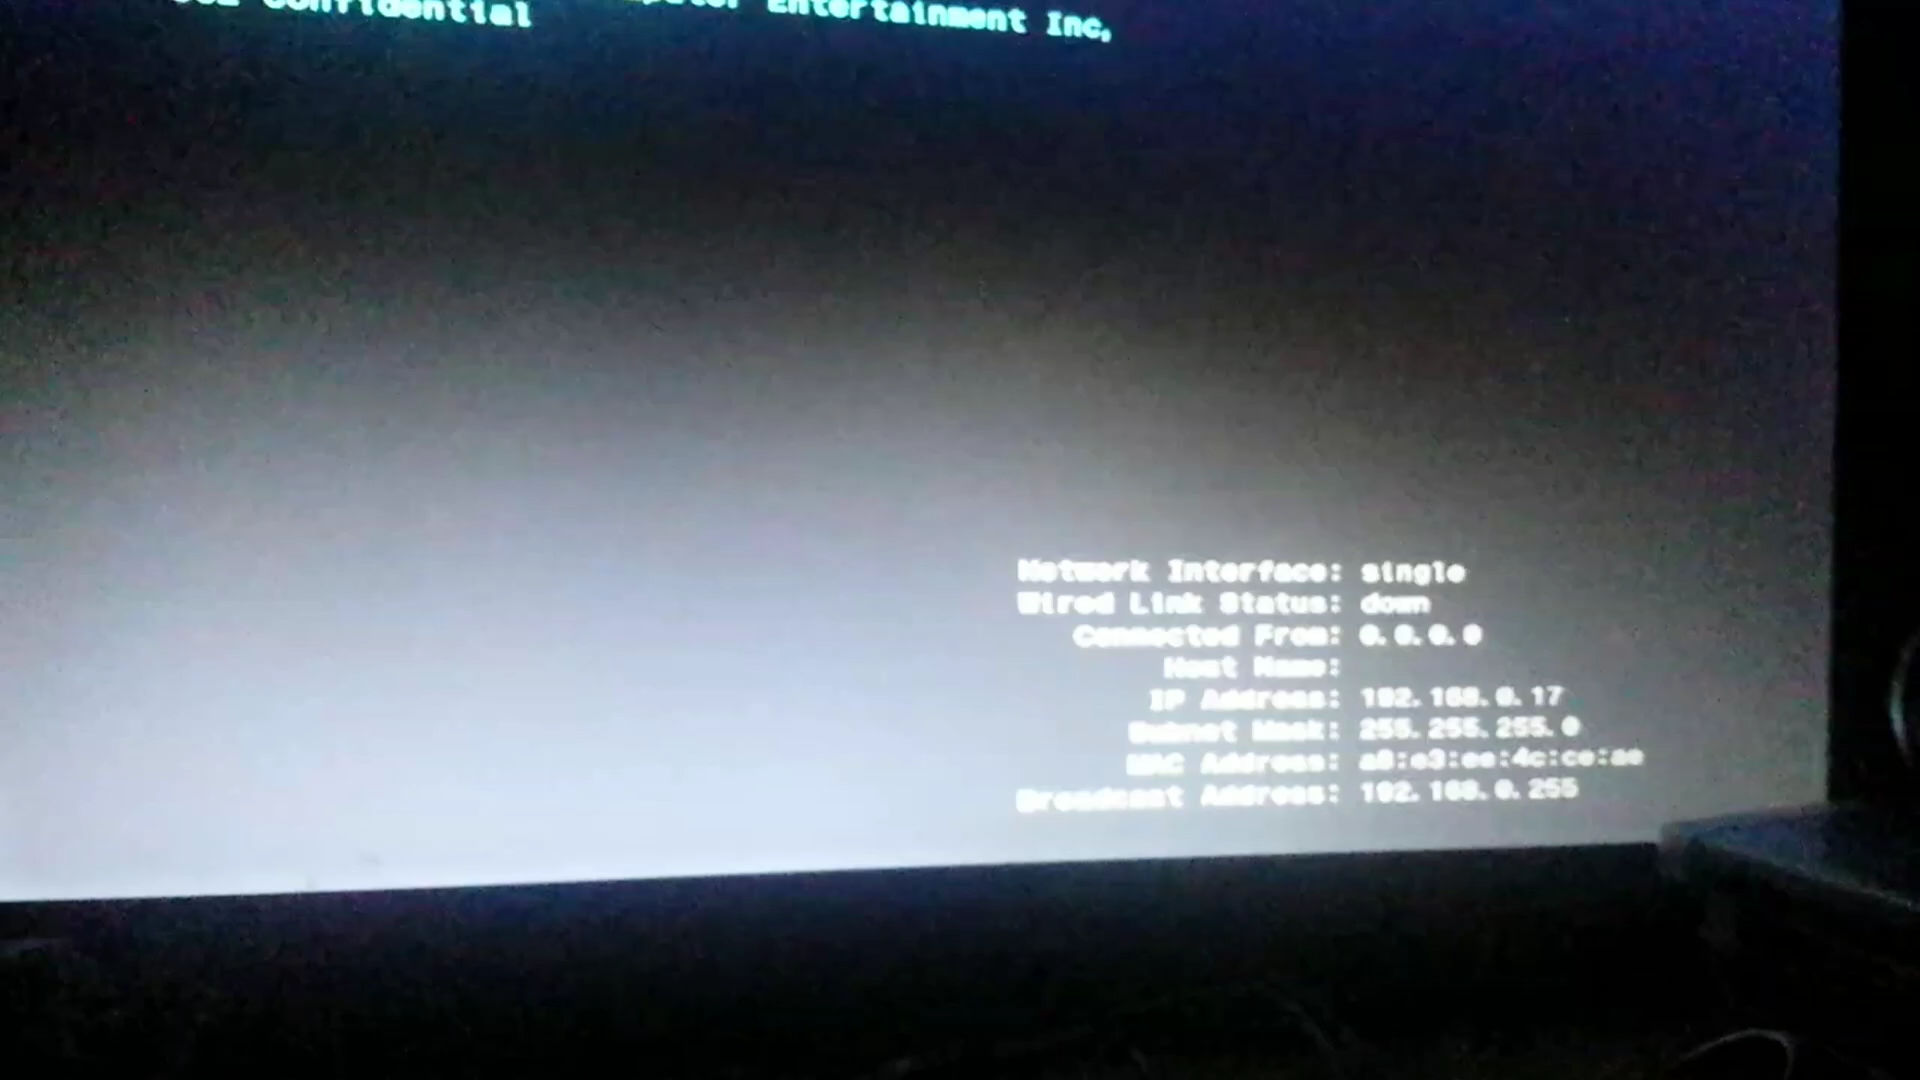 Entertainment Inc.
Confidential
Network Interface: single
Wired Link Status: down
Connected From: 0.0.0.0
Host Name:
IP Address: 192.168.0.17
Subnet Mask: 255.255.255.0
MAC Address: a8:e3:ee:4c:ce:ae
Broadcast Address: 192.168.0.255